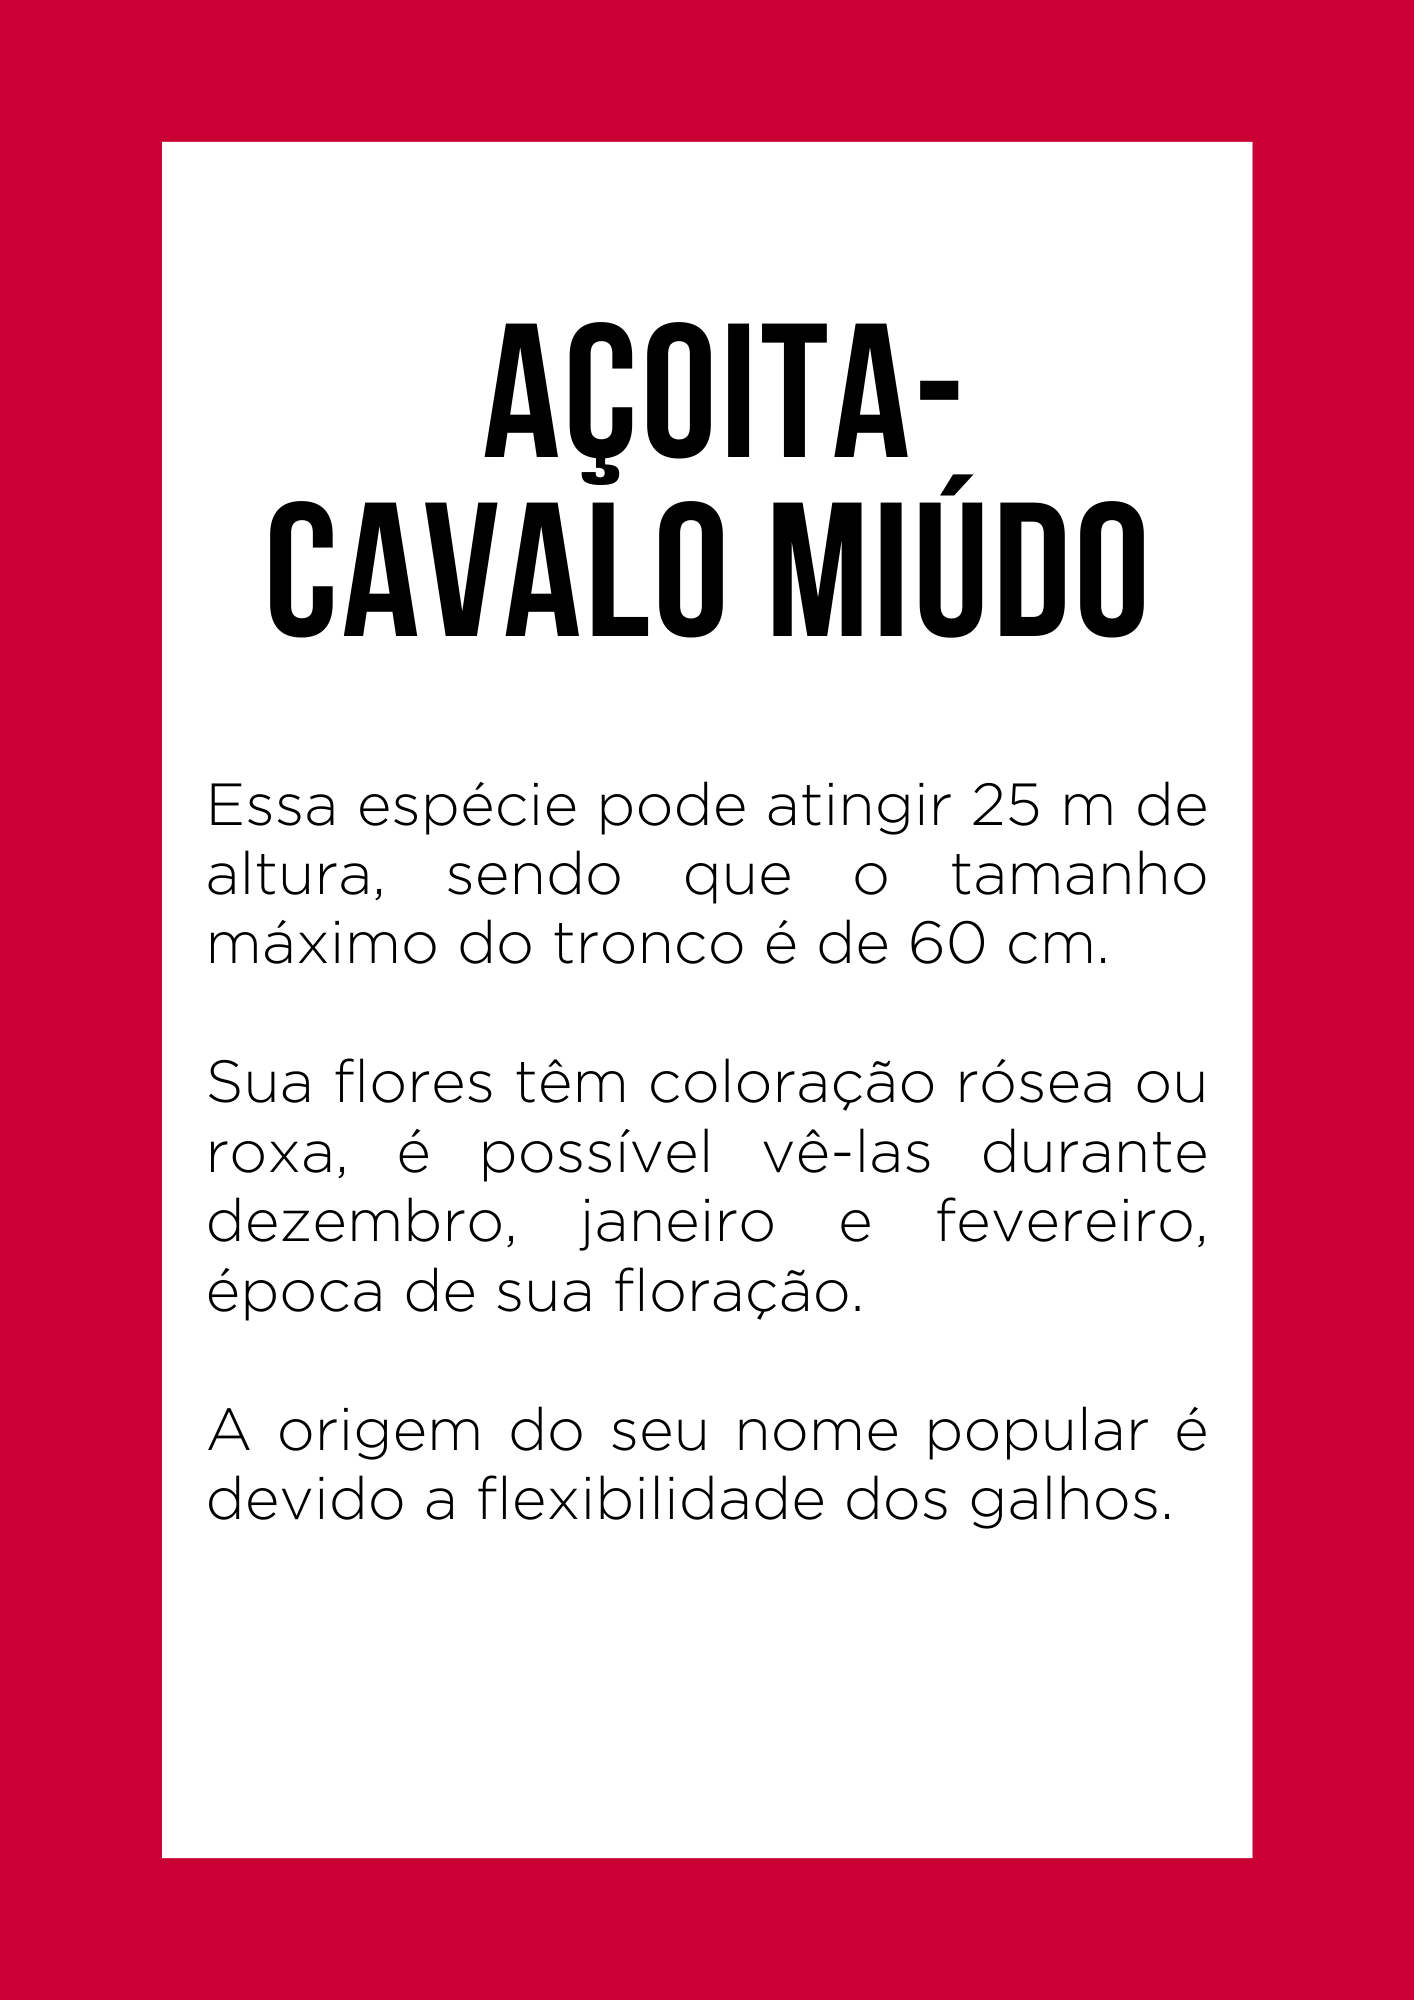 AÇOITA-
CAVALO MIÚDO
Essa espécie pode atingir 25 m de
altura, sendo que o tamanho
máximo do tronco é de 60 cm.
Sua flores têm coloração rósea ou
roxa, é possível vê-las durante
dezembro, janeiro e fevereiro,
época de sua floração.
A origem do seu nome popular é
devido a flexibilidade dos galhos.